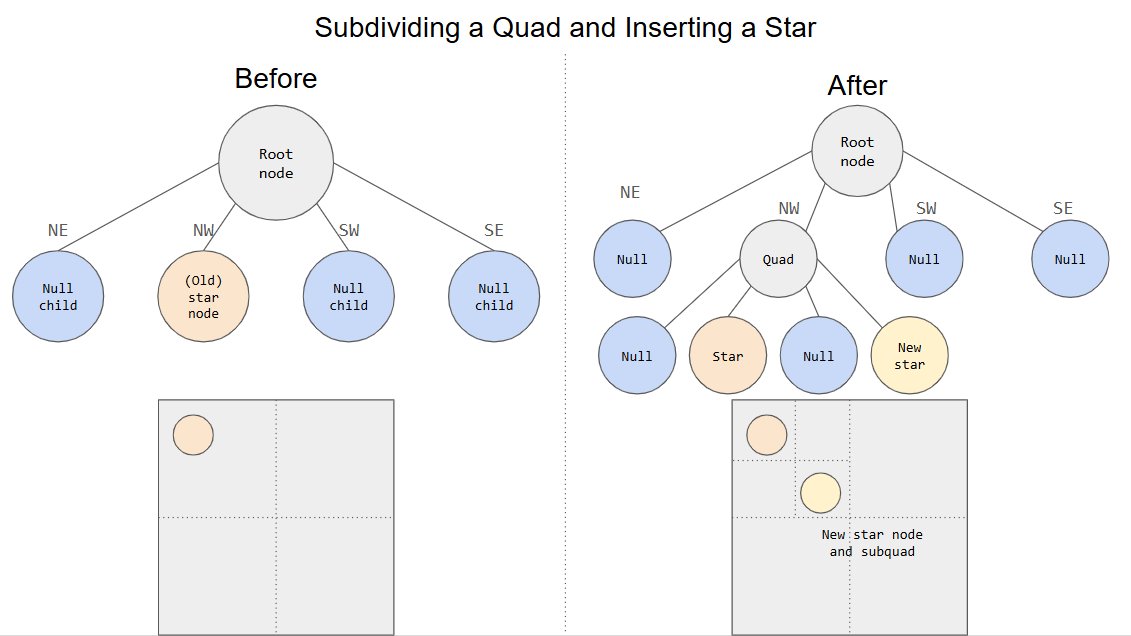 Subdividing a Quad and Inserting a Star
Before
Root
node
NE
NW
SW
SE
Null
child
(Old)
star
node
Null
child
Null
child
After
Root
node
NE
NW
SW
SE
Null
Quad
Null
Null
Null
Star
Null
New
star
New star node
and subquad